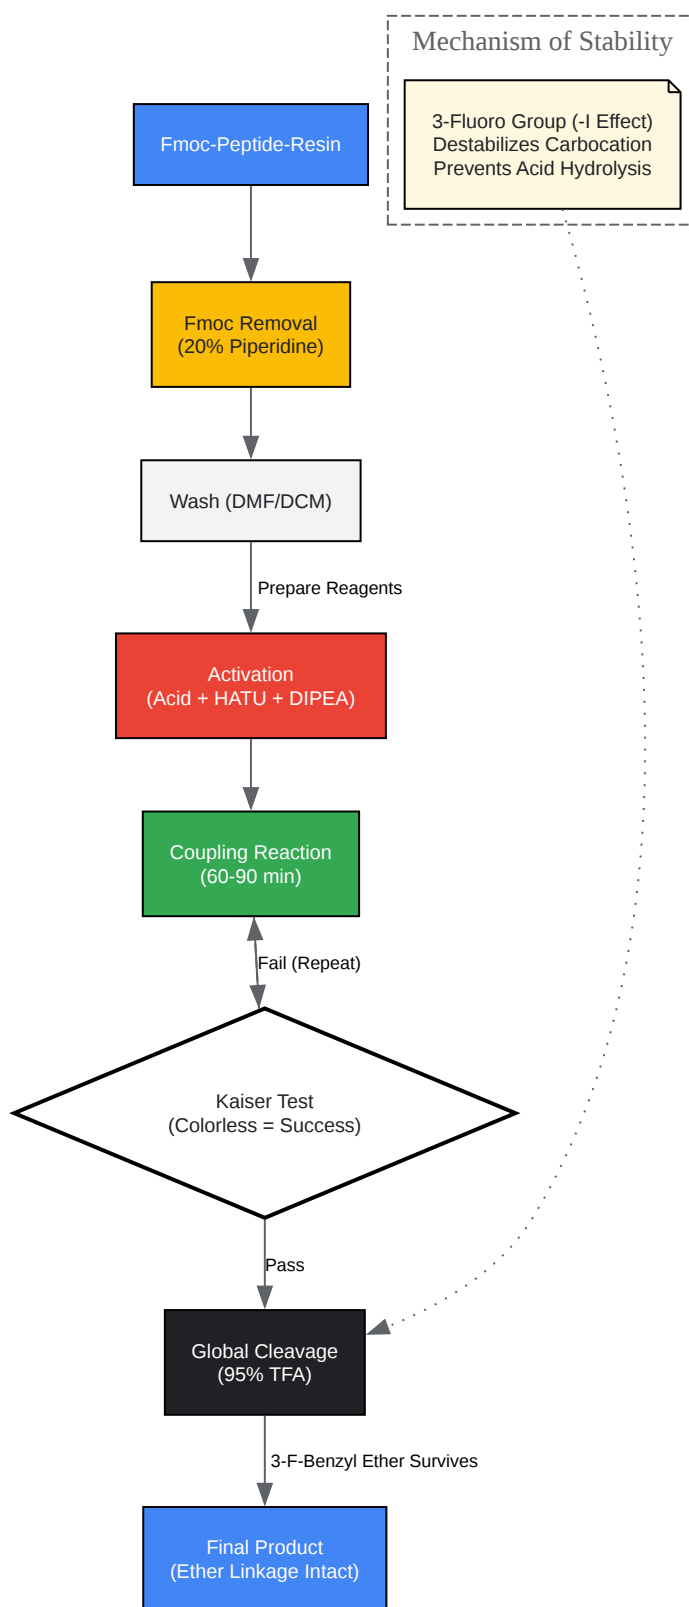 Mechanism of Stability
3-Fluoro Group (-I Effect)
Destabilizes Carbocation
Prevents Acid Hydrolysis
Fmoc-Peptide-Resin
Fmoc Removal
(20% Piperidine)
Wash (DMF/DCM)
Prepare Reagents
Activation
(Acid + HATU + DIPEA)
Coupling Reaction
(60-90 min)
Fail (Repeat)
Kaiser Test
(Colorless = Success)
Pass
Global Cleavage
(95% TFA)
3-F-Benzyl Ether Survives
Final Product
(Ether Linkage Intact)